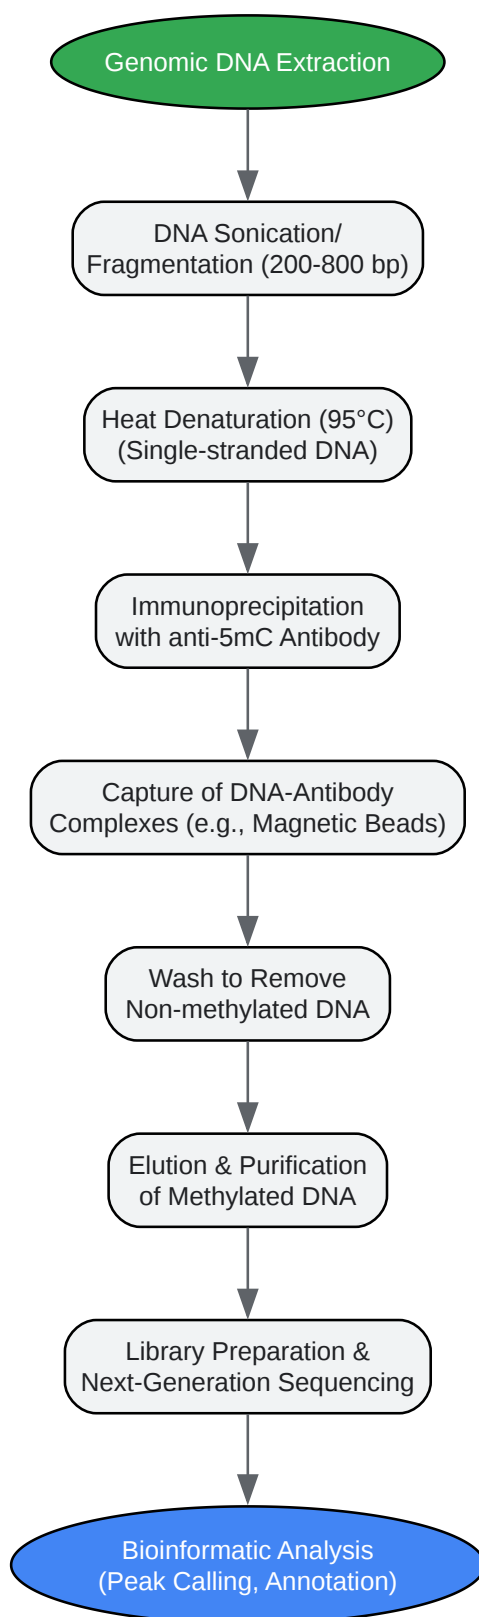 Genomic DNA Extraction
DNA Sonication/
Fragmentation (200-800 bp)
Heat Denaturation (95°C)
(Single-stranded DNA)
Immunoprecipitation
with anti-5mC Antibody
Capture of DNA-Antibody
Complexes (e.g., Magnetic Beads)
Wash to Remove
Non-methylated DNA
Elution & Purification
of Methylated DNA
Library Preparation &
Next-Generation Sequencing
Bioinformatic Analysis
(Peak Calling, Annotation)